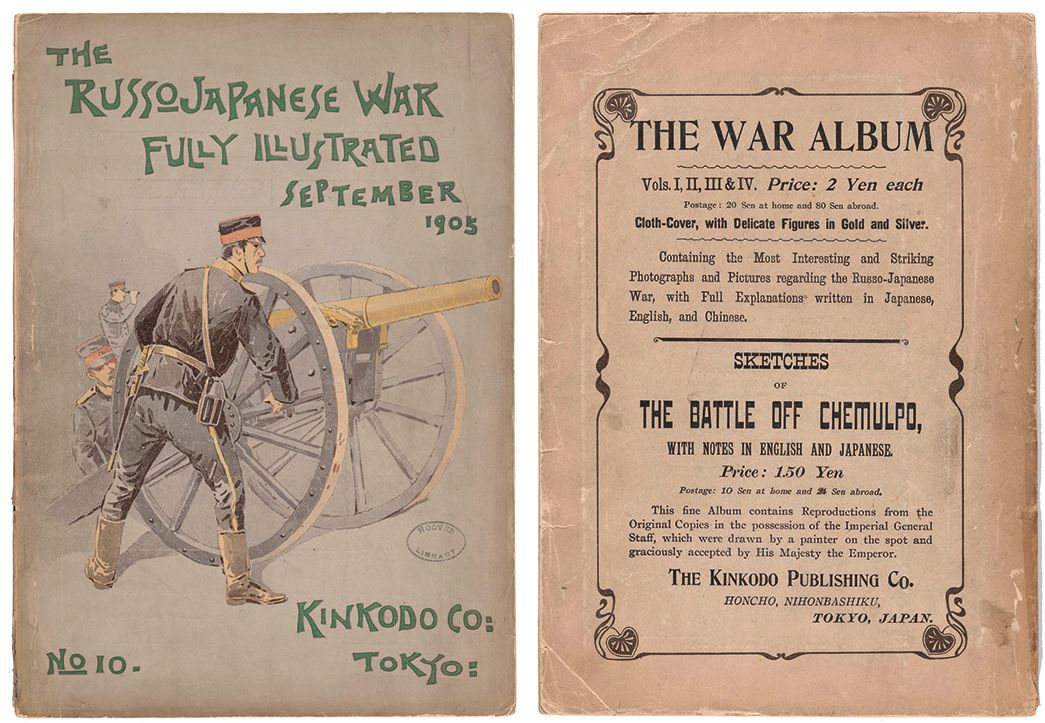 THE
RUSSO JAPANESE WAR
FULLY ILLUSTRATED
SEPTEMBER
1905
HOOVER
LIBRARY
KINKODO CO:
No 10.
TOKYO:
THE WAR ALBUM
Vols. I, II, III & IV. Price: 2 Yen each
Postage: 20 Sen at home and 80 Sen abroad.
Cloth-Cover, with Delicate Figures in Gold and Silver.
Containing the Most Interesting and Striking
Photographs and Pictures regarding the Russo-Japanese
War, with Full Explanations written in Japanese,
English, and Chinese.
SKETCHES
OF
THE BATTLE OFF CHEMULPO,
WITH NOTES IN ENGLISH AND JAPANESE.
Price: 1.50 Yen
Postage: 10 Sen at home and Sen abroad.
This fine Album contains Reproductions from the
Original Copies in the possession of the Imperial General
Staff, which were drawn by a painter on the spot and
graciously accepted by His Majesty the Emperor.
THE KINKODO PUBLISHING CO.
HONCHO, NIHONBASHIKU,
TOKYO, JAPAN.